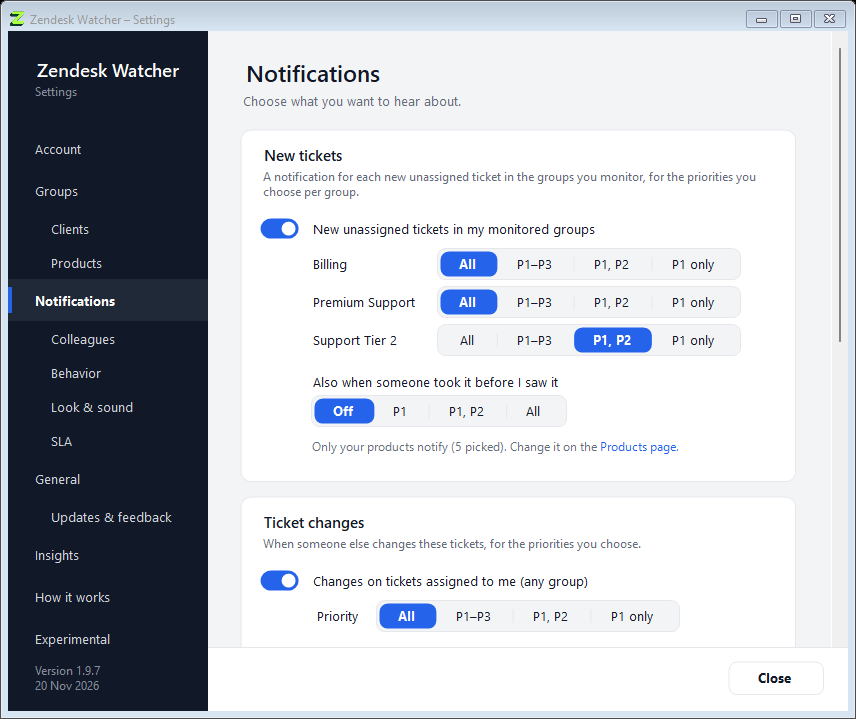 Zendesk Watcher – Settings
Zendesk Watcher
Settings
Account
Groups
Clients
Products
Notifications
Colleagues
Behavior
Look & sound
SLA
General
Updates & feedback
Insights
How it works
Experimental
Version 1.9.7
20 Nov 2026
Notifications
Choose what you want to hear about.
New tickets
A notification for each new unassigned ticket in the groups you monitor, for the priorities you
choose per group.
New unassigned tickets in my monitored groups
Billing All P1–P3 P1, P2 P1 only
Premium Support All P1–P3 P1, P2 P1 only
Support Tier 2 All P1–P3 P1, P2 P1 only
Also when someone took it before I saw it
Off P1 P1, P2 All
Only your products notify (5 picked). Change it on the Products page.
Ticket changes
When someone else changes these tickets, for the priorities you choose.
Changes on tickets assigned to me (any group)
Priority All P1–P3 P1, P2 P1 only
Close